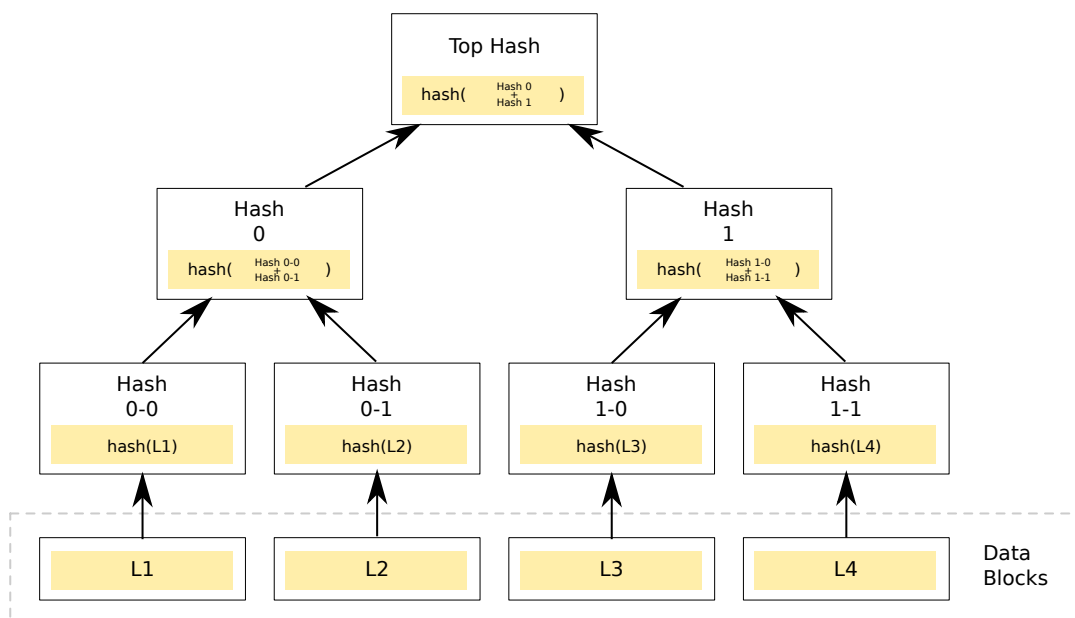 Top Hash
hash( Hash 0 + Hash 1 )
Hash
0
hash( Hash 0-0 + Hash 0-1 )
Hash
1
hash( Hash 1-0 + Hash 1-1 )
Hash
0-0
hash(L1)
Hash
0-1
hash(L2)
Hash
1-0
hash(L3)
Hash
1-1
hash(L4)
L1
L2
L3
L4
Data
Blocks